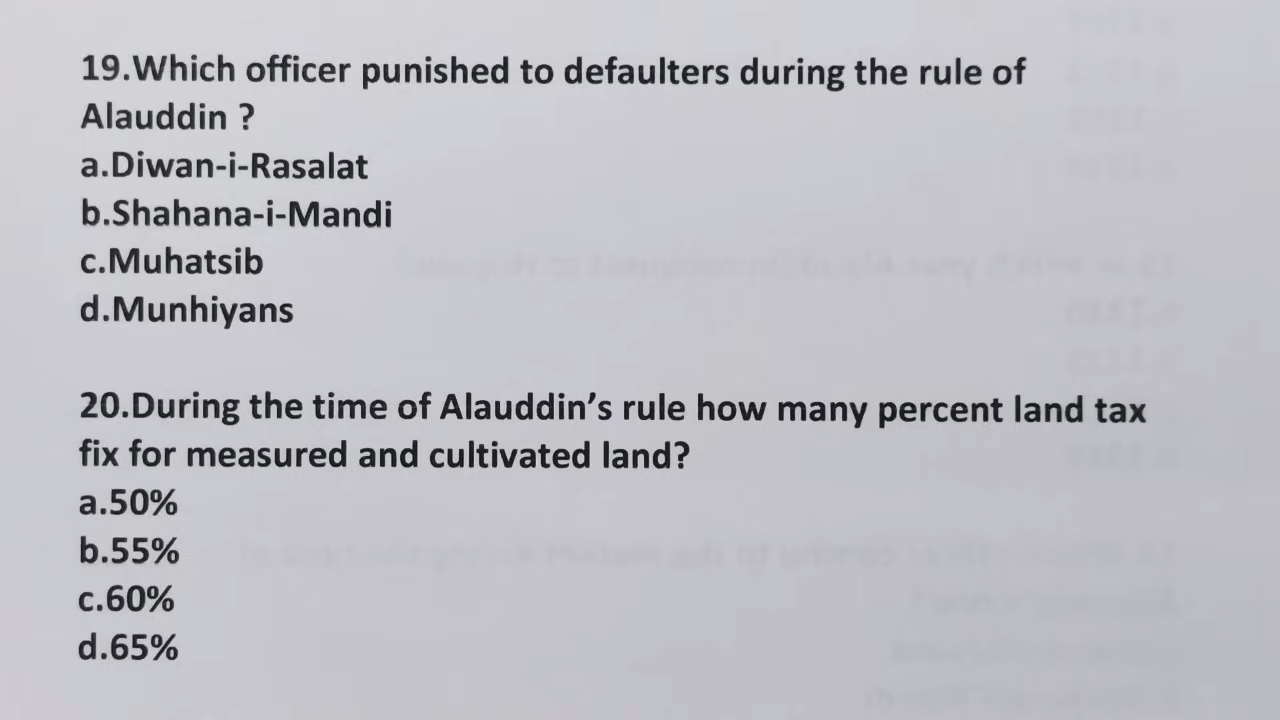 19.Which officer punished to defaulters during the rule of
Alauddin ?
a.Diwan-i-Rasalat
b.Shahana-i-Mandi
c.Muhatsib
d.Munhiyans
20.During the time of Alauddin’s rule how many percent land tax
fix for measured and cultivated land?
a.50%
b.55%
c.60%
d.65%